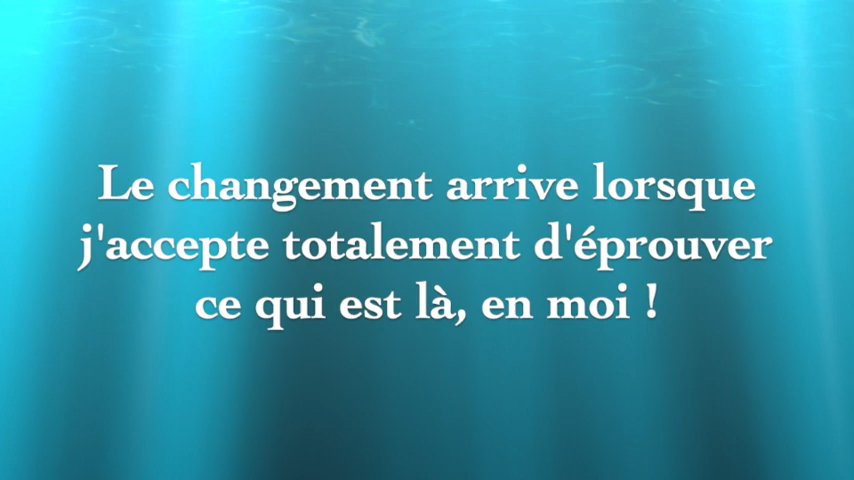 Le changement arrive lorsque
j'accepte totalement d'éprouver
ce qui est là, en moi !